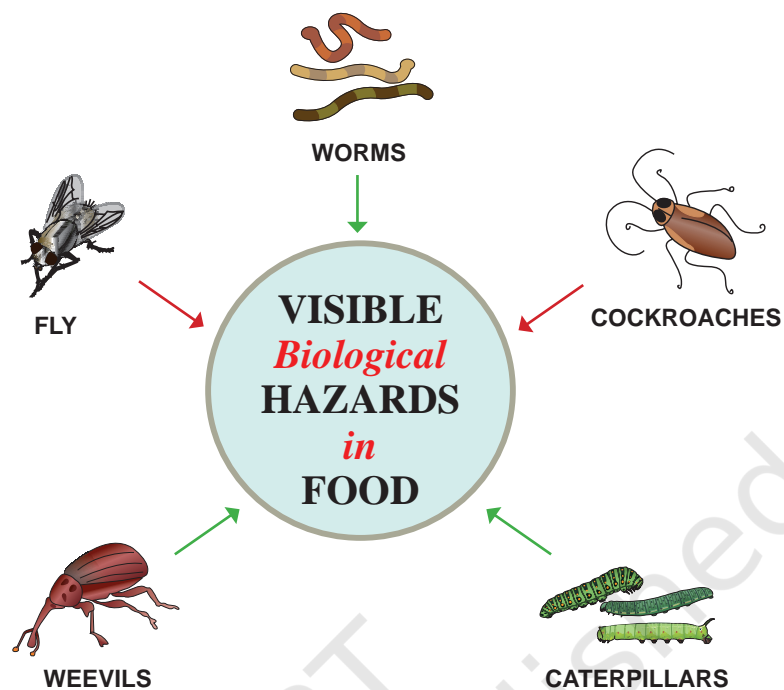 WORMS
FLY
COCKROACHES
VISIBLE
Biological
HAZARDS
in
FOOD
WEEVILS
CATERPILLARS